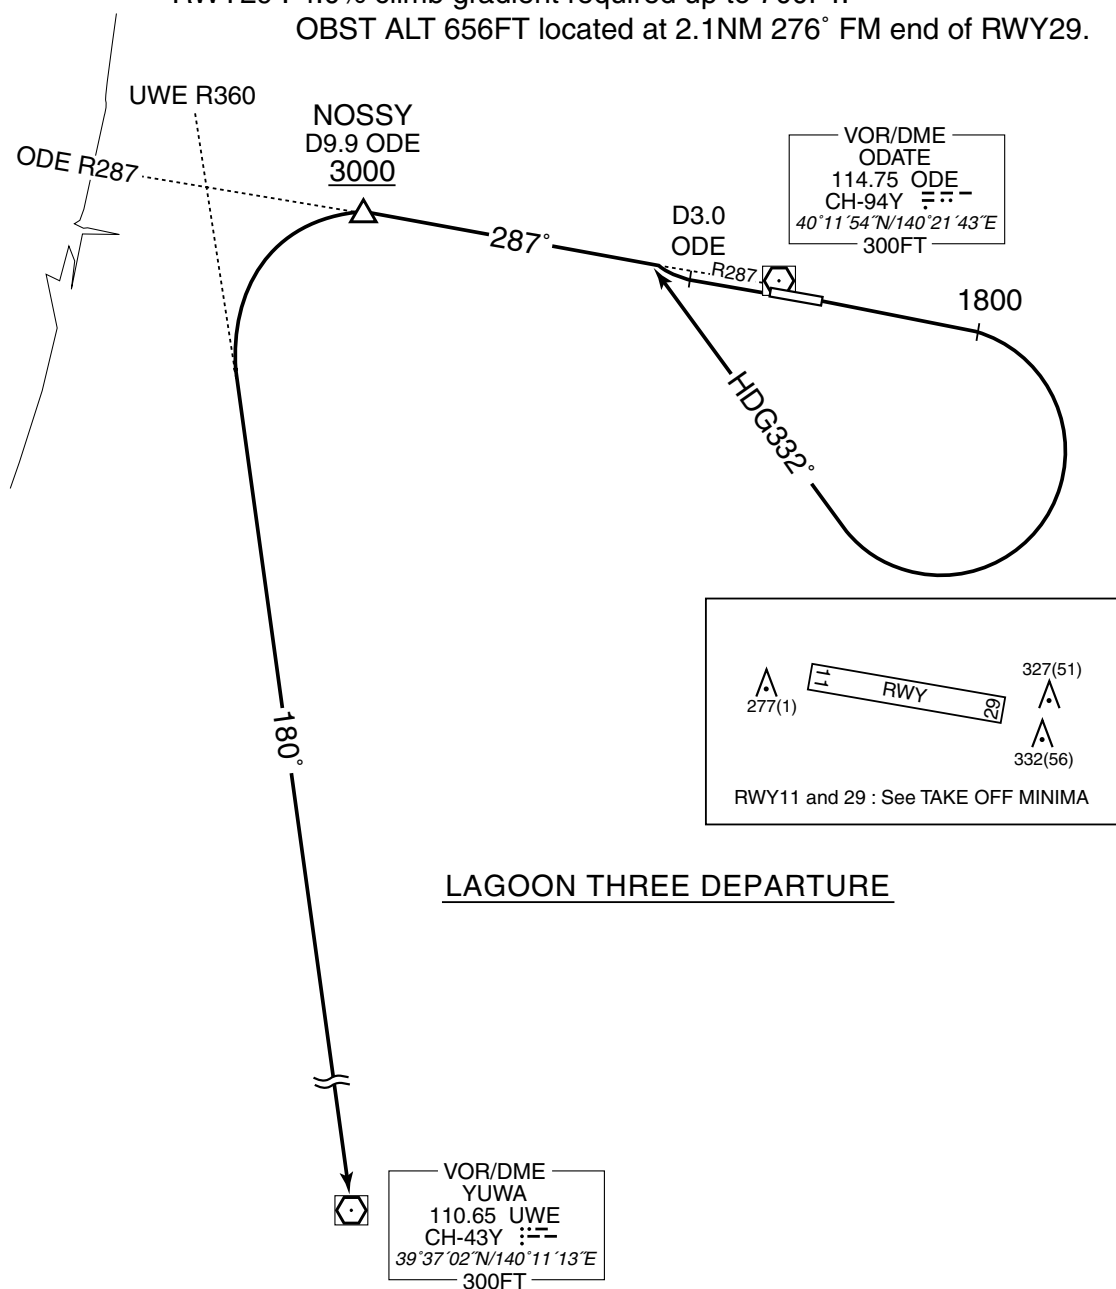 OBST ALT 656FT located at 2.1NM 276° FM end of RWY29.
UWE R360
NOSSY
D9.9 ODE
3000
ODE R287
VOR/DME
ODATE
114.75 ODE
CH-94Y
40°11´54˝N/140°21´43˝E
300FT
D3.0
ODE
287°
R287
1800
HDG332°
277(1)
11
RWY
29
327(51)
332(56)
RWY11 and 29 : See TAKE OFF MINIMA
180°
LAGOON THREE DEPARTURE
VOR/DME
YUWA
110.65 UWE
CH-43Y
39°37´02˝N/140°11´13˝E
300FT